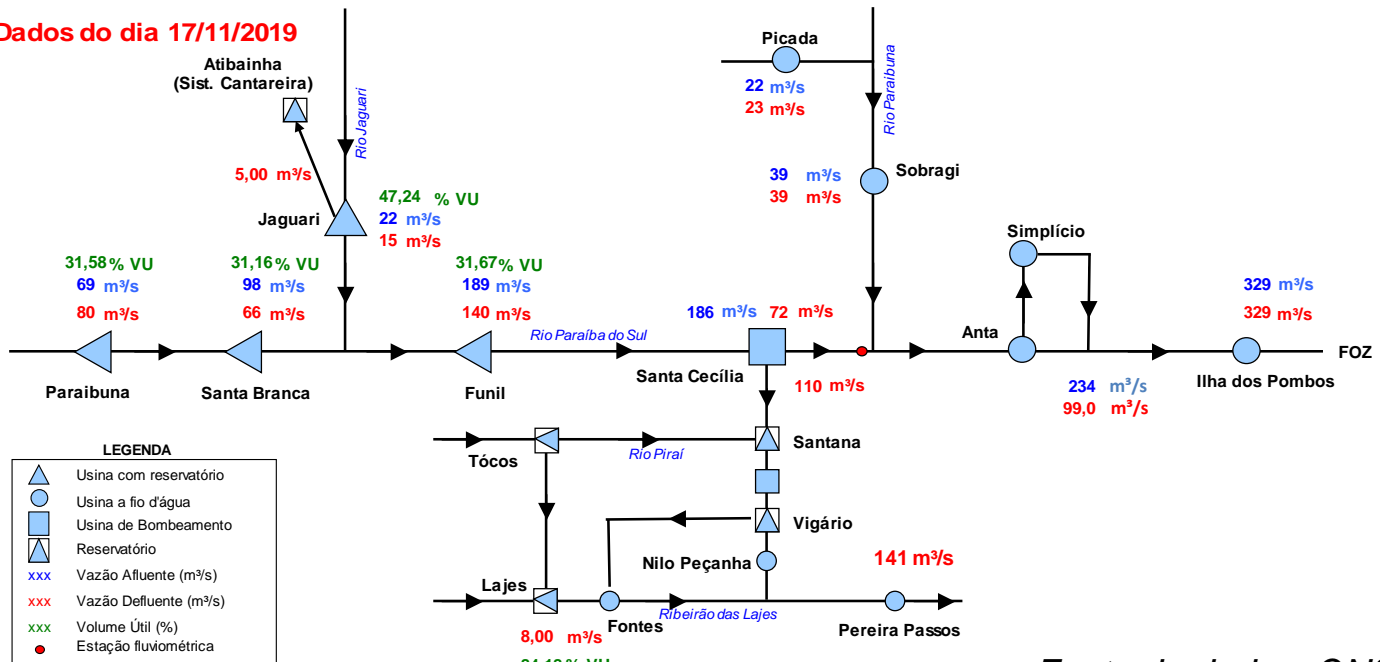 Dados do dia 17/11/2019
Atibainha
(Sist. Cantareira)
Rio Jaguari
5,00 m³/s
Jaguari
47,24 % VU
22 m³/s
15 m³/s
Picada
22 m³/s
23 m³/s
Rio Paraibuna
39 m³/s
39 m³/s
Sobragi
Simplício
31,58 % VU
69 m³/s
80 m³/s
Paraibuna
31,16 % VU
98 m³/s
66 m³/s
Santa Branca
31,67 % VU
189 m³/s
140 m³/s
Funil
Rio Paraíba do Sul
186 m³/s 72 m³/s
Santa Cecília
110 m³/s
Anta
234 m³/s
99,0 m³/s
329 m³/s
329 m³/s
Ilha dos Pombos
FOZ
Tócos
Rio Piraí
Santana
Vigário
Nilo Peçanha
141 m³/s
Lajes
Fontes
Ribeirão das Lajes
Pereira Passos
8,00 m³/s
LEGENDA
Usina com reservatório
Usina a fio d'água
Usina de Bombeamento
Reservatório
xxx Vazão Afluente (m³/s)
xxx Vazão Defluente (m³/s)
xxx Volume Útil (%)
Estação fluviométrica